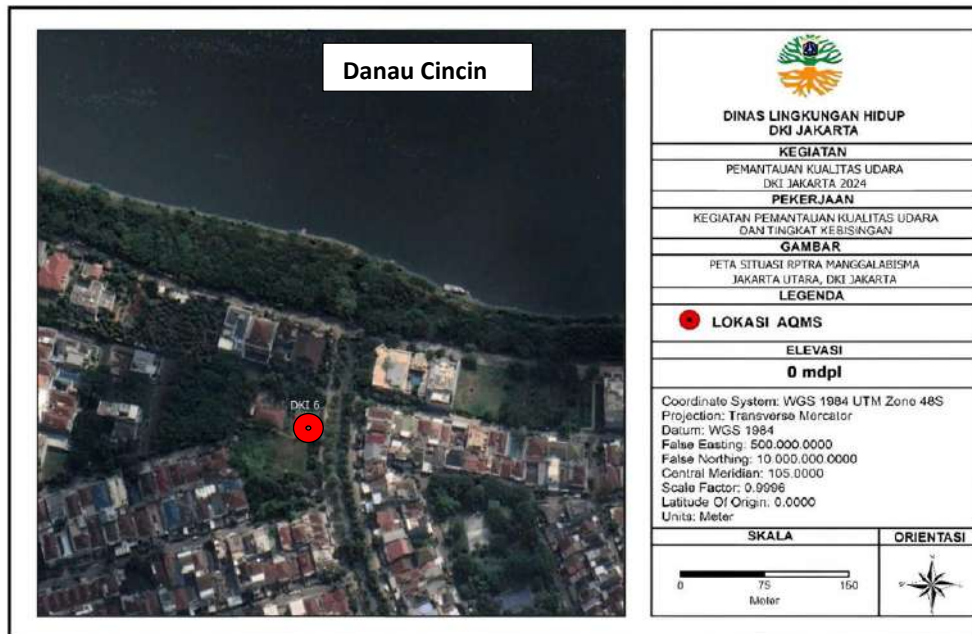 Danau Cincin
DKI 6
DINAS LINGKUNGAN HIDUP
DKI JAKARTA
KEGIATAN
PEMANTAUAN KUALITAS UDARA
DKI JAKARTA 2024
PEKERJAAN
KEGIATAN PEMANTAUAN KUALITAS UDARA
DAN TINGKAT KEBISINGAN
GAMBAR
PETA SITUASI RPTRA MANGGALABISMA
JAKARTA UTARA, DKI JAKARTA
LEGENDA
LOKASI AQMS
ELEVASI
0 mdpl
Coordinate System: WGS 1984 UTM Zone 48S
Projection: Transverse Mercator
Datum: WGS 1984
False Easting: 500.000.0000
False Northing: 10.000.000.0000
Central Meridian: 105.0000
Scale Factor: 0.9996
Latitude Of Origin: 0.0000
Units: Meter
SKALA
0 75 150
Meter
ORIENTASI